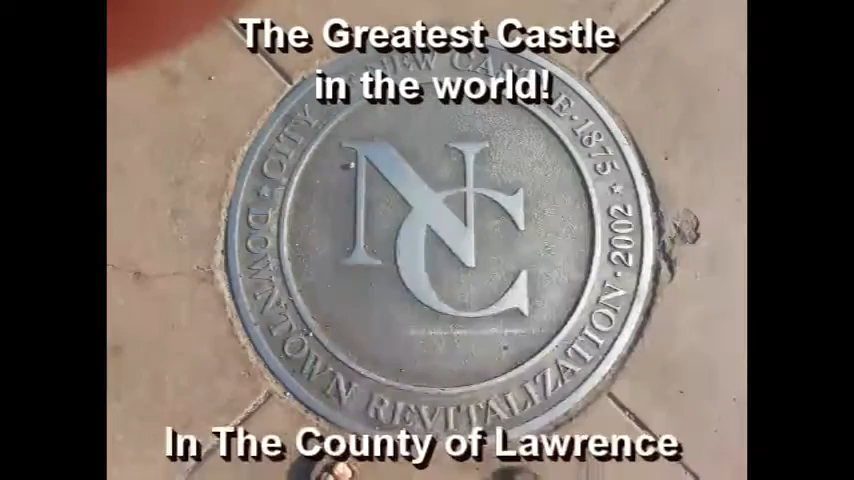 The Greatest Castle
in the world!
CITY OF NEW CASTLE · 1875 ★ 2002 ·
NC
★ DOWNTOWN REVITALIZATION
In The County of Lawrence